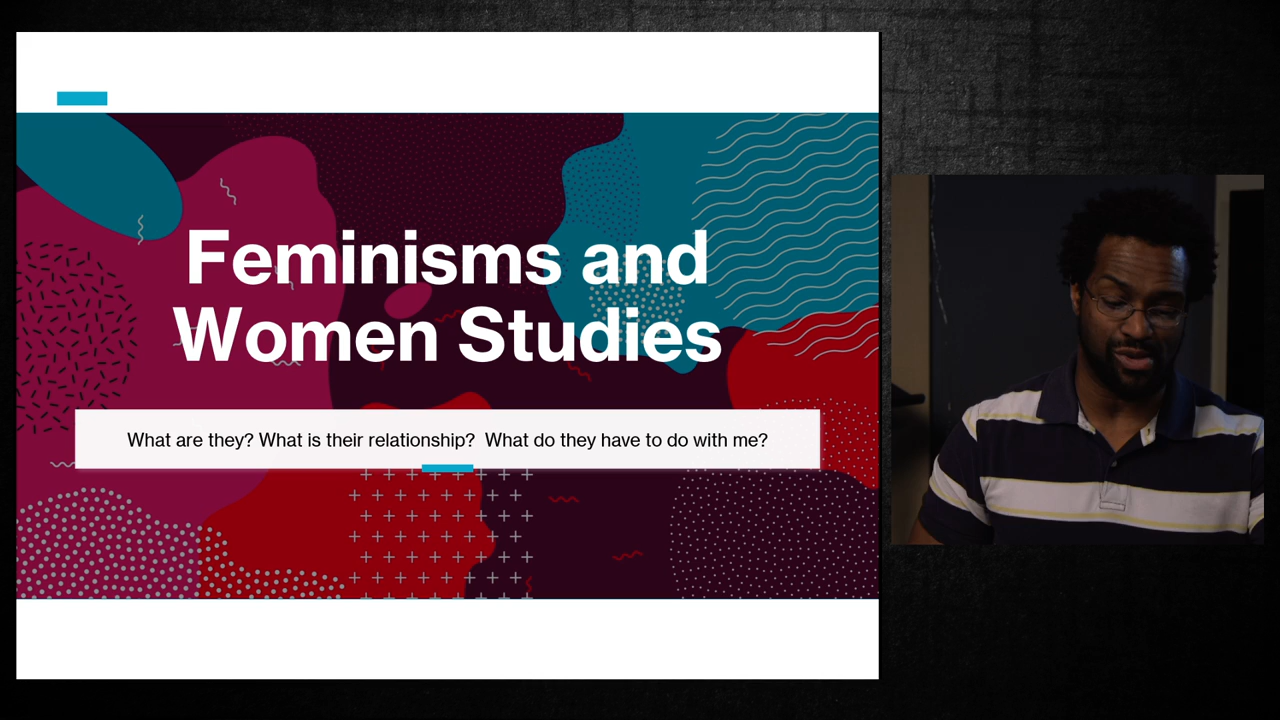 Feminisms and
Women Studies
What are they? What is their relationship?  What do they have to do with me?